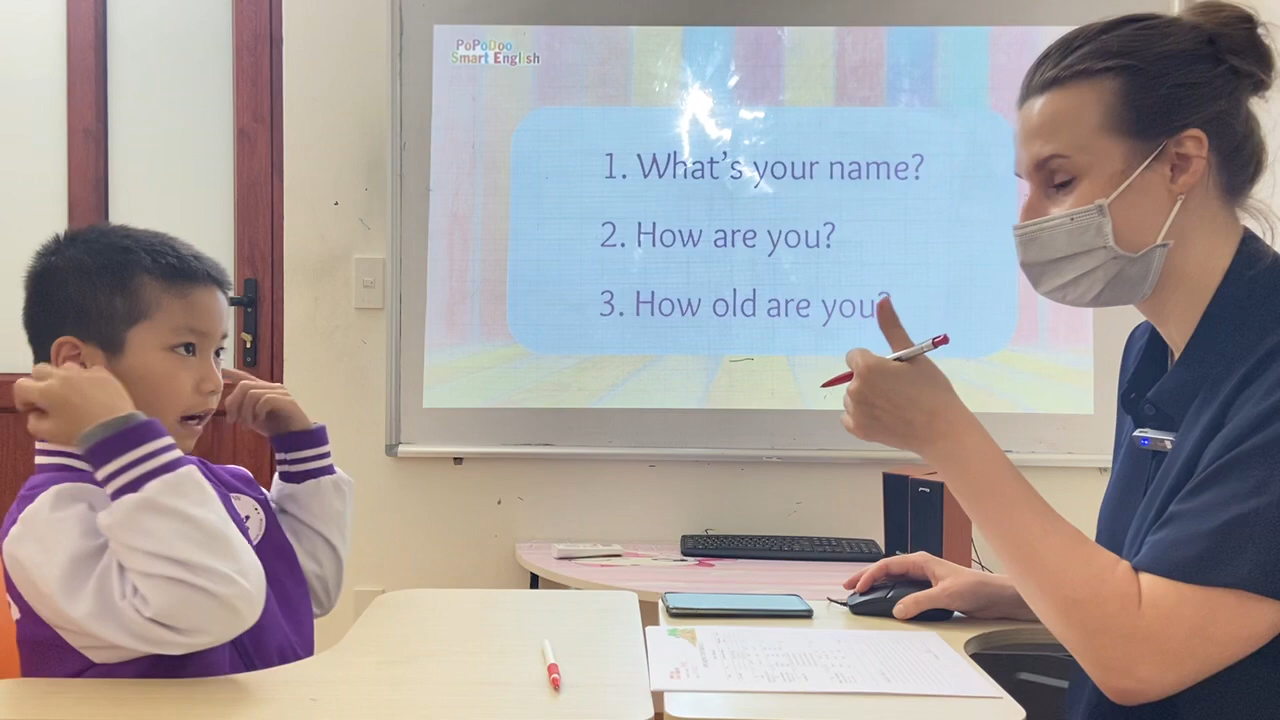 PoPoDoo
Smart English
1. What's your name?
2. How are you?
3. How old are you?